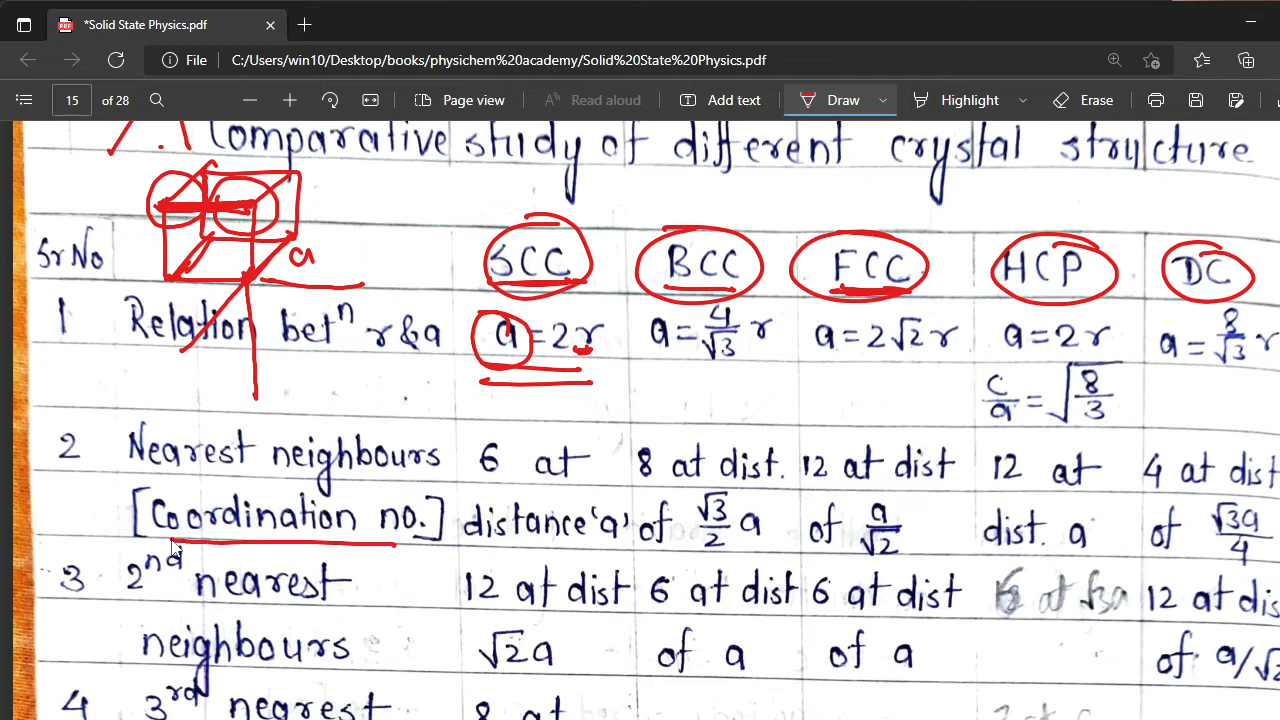 *Solid State Physics.pdf
File
C:/Users/win10/Desktop/books/physichem%20academy/Solid%20State%20Physics.pdf
15 of 28
Page view
Read aloud
Add text
Draw
Highlight
Erase
Comparative study of different crystal structure
a
Sr No SCC BCC FCC HCP DC
1 Relation betⁿ r & a a = 2r a = 4/√3 r a = 2√2 r a = 2r a = 8/√3 r
c/a = √8/3
2 Nearest neighbours 6 at 8 at dist. 12 at dist 12 at 4 at dist
[Coordination no.] distance 'a' of √3/2 a of a/√2 dist. a of √3a/4
3 2nd nearest 12 at dist 6 at dist 6 at dist at √3a 12 at dis
neighbours √2a of a of a of a/√2
4 3rd nearest 8 at